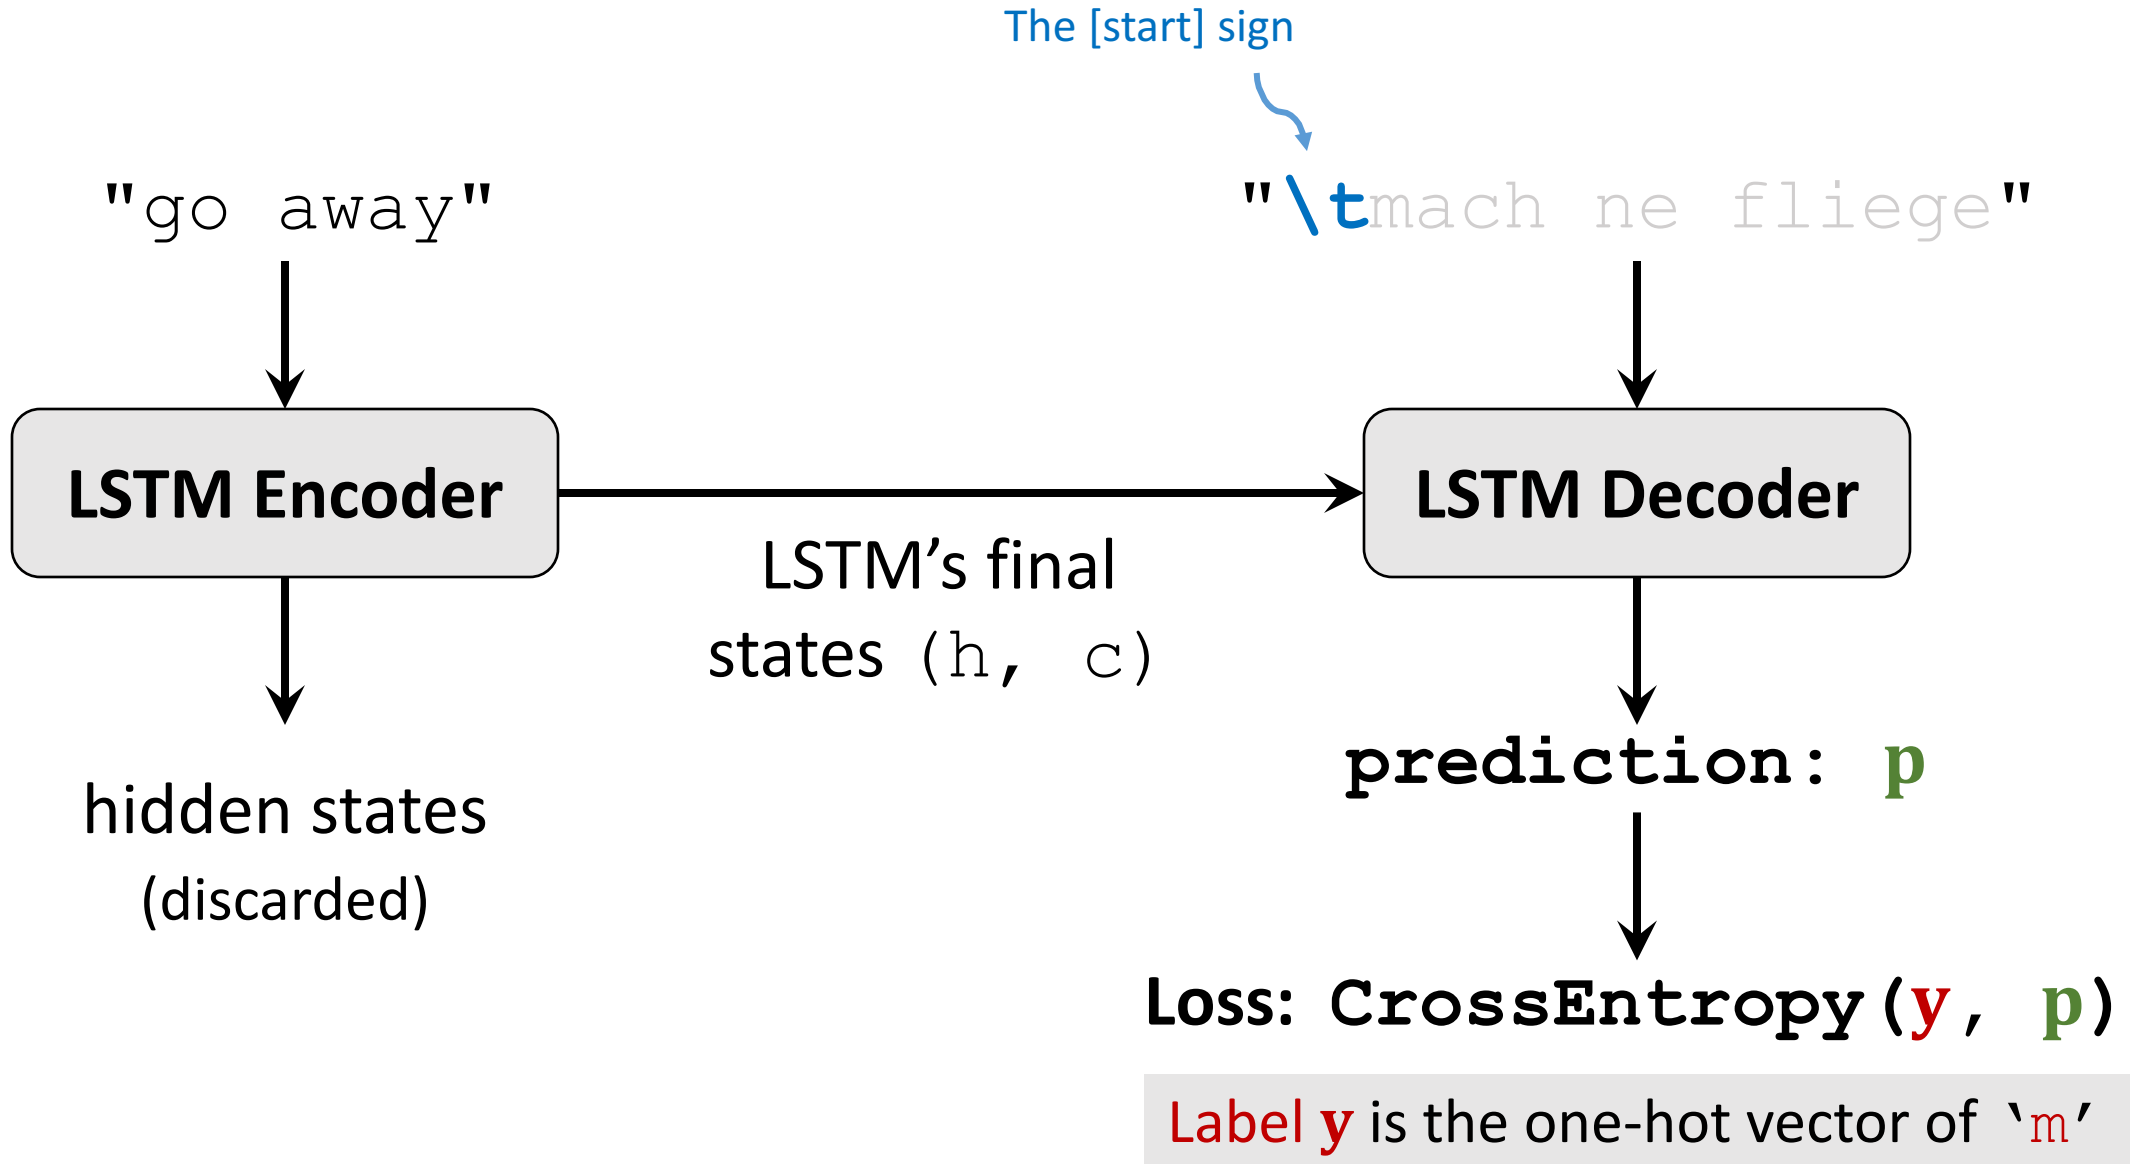 The [start] sign
"go away"
"\tmach ne fliege"
LSTM Encoder
LSTM Decoder
LSTM’s final
states (h, c)
hidden states
(discarded)
prediction: p
Loss: CrossEntropy(y, p)
Label y is the one-hot vector of ‘m’